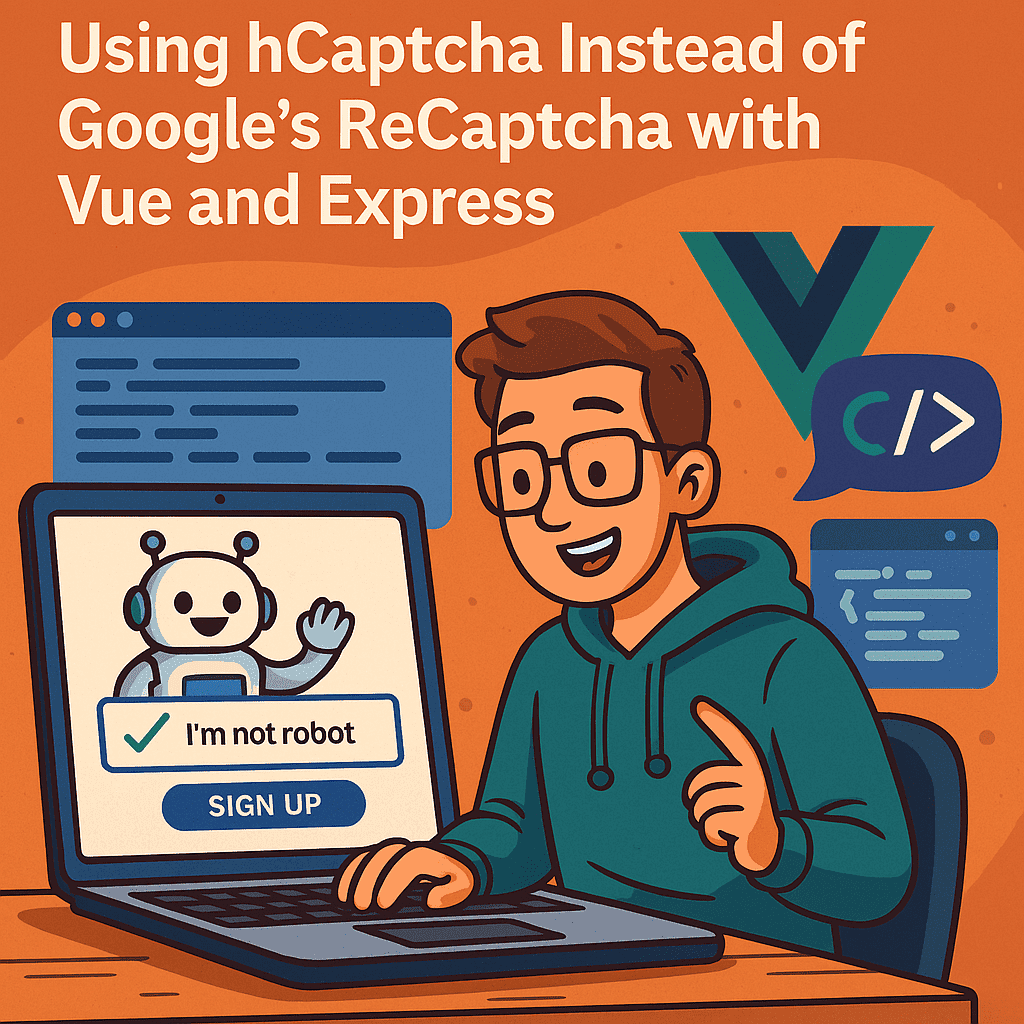 Using hCaptcha Instead of
Google’s ReCaptcha with
Vue and Express
C/>
I'm not robot
SIGN UP